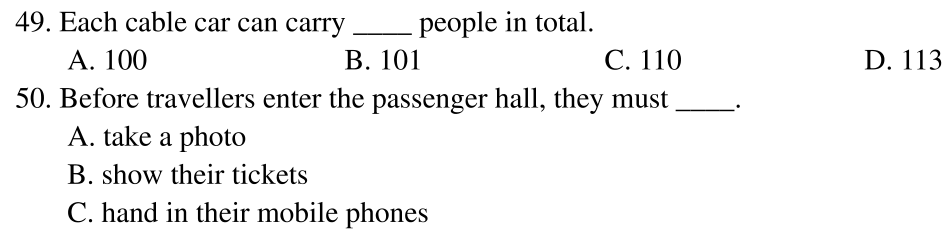 49. Each cable car can carry ____ people in total.
A. 100 B. 101 C. 110 D. 113
50. Before travellers enter the passenger hall, they must ____.
A. take a photo
B. show their tickets
C. hand in their mobile phones